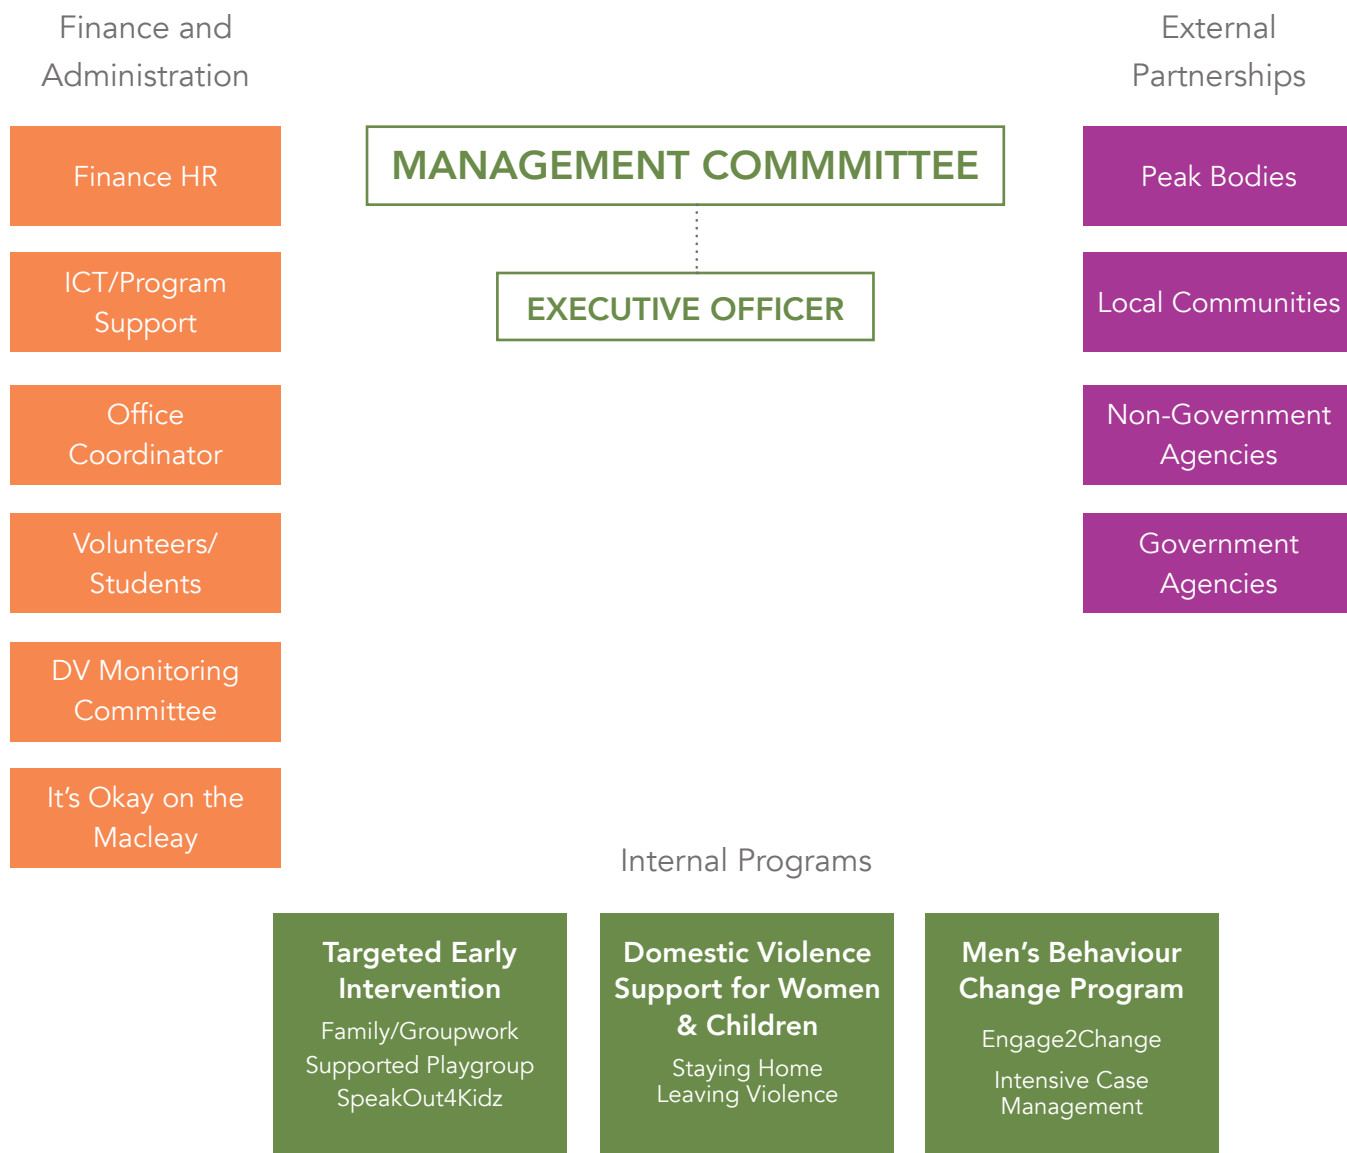 Finance and
Administration
Finance HR
ICT/Program
Support
Office
Coordinator
Volunteers/
Students
DV Monitoring
Committee
It’s Okay on the
Macleay
MANAGEMENT COMMMITTEE
EXECUTIVE OFFICER
External
Partnerships
Peak Bodies
Local Communities
Non-Government
Agencies
Government
Agencies
Internal Programs
Targeted Early
Intervention
Family/Groupwork
Supported Playgroup
SpeakOut4Kidz
Domestic Violence
Support for Women
& Children
Staying Home
Leaving Violence
Men’s Behaviour
Change Program
Engage2Change
Intensive Case
Management